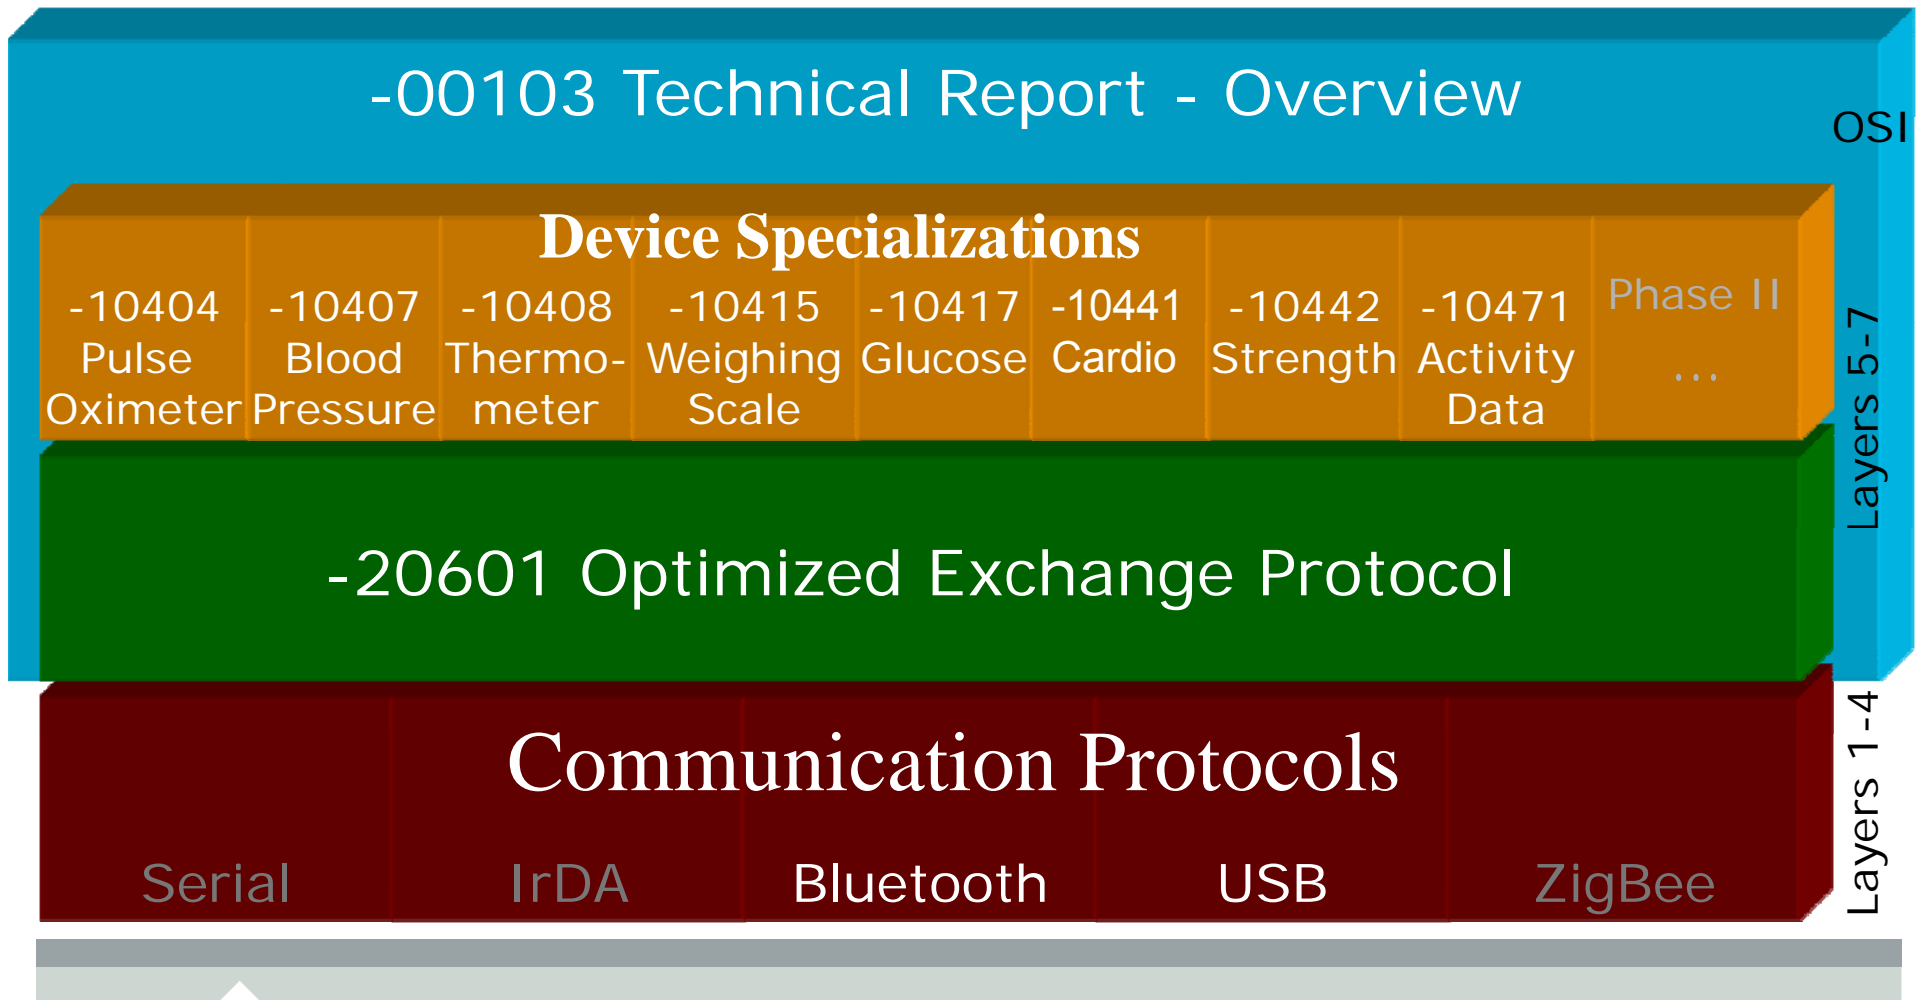 -00103 Technical Report - Overview
OSI
Device Specializations
-10404
Pulse
Oximeter
-10407
Blood
Pressure
-10408
Thermo-
meter
-10415
Weighing
Scale
-10417
Glucose
-10441
Cardio
-10442
Strength
-10471
Activity
Data
Phase II
...
Layers 5-7
-20601 Optimized Exchange Protocol
Communication Protocols
Serial
IrDA
Bluetooth
USB
ZigBee
Layers 1-4